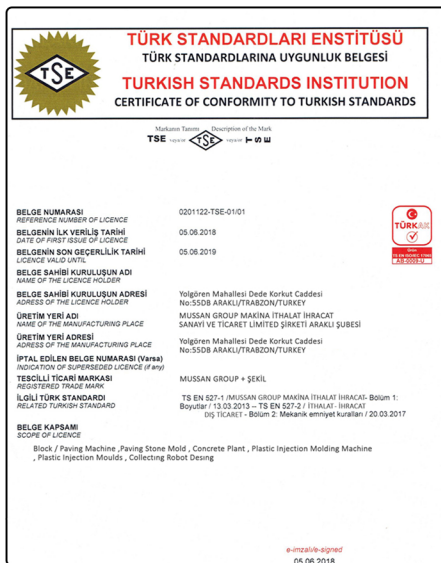 TÜRK STANDARDLARI ENSTİTÜSÜ
TÜRK STANDARDLARINA UYGUNLUK BELGESİ
TURKISH STANDARDS INSTITUTION
CERTIFICATE OF CONFORMITY TO TURKISH STANDARDS
TSE
Markanın Tanımı Description of the Mark
TSE veya/or TSE veya/or TSE
BELGE NUMARASI 0201122-TSE-01/01
REFERENCE NUMBER OF LICENCE
BELGENİN İLK VERİLİŞ TARİHİ 05.06.2018
DATE OF FIRST ISSUE OF LICENCE
BELGENİN SON GEÇERLİLİK TARİHİ 05.06.2019
LICENCE VALID UNTIL
TÜRKAK
Ürün
TS EN ISO/IEC 17065
AB-0008-U
BELGE SAHİBİ KURULUŞUN ADI
NAME OF THE LICENCE HOLDER
BELGE SAHİBİ KURULUŞUN ADRESİ Yolgören Mahallesi Dede Korkut Caddesi
ADRESS OF THE LICENCE HOLDER No:55DB ARAKLI/TRABZON/TURKEY
ÜRETİM YERİ ADI MUSSAN GROUP MAKİNA İTHALAT İHRACAT
NAME OF THE MANUFACTURING PLACE SANAYİ VE TİCARET LİMİTED ŞİRKETİ ARAKLI ŞUBESİ
ÜRETİM YERİ ADRESİ Yolgören Mahallesi Dede Korkut Caddesi
ADRESS OF THE MANUFACTURING PLACE No:55DB ARAKLI/TRABZON/TURKEY
İPTAL EDİLEN BELGE NUMARASI (Varsa)
INDICATION OF SUPERSEDED LICENCE (if any)
TESCİLLİ TİCARİ MARKASI MUSSAN GROUP + ŞEKİL
REGISTERED TRADE MARK
İLGİLİ TÜRK STANDARDI TS EN 527-1 /MUSSAN GROUP MAKİNA İTHALAT İHRACAT- Bölüm 1:
RELATED TURKISH STANDARD Boyutlar / 13.03.2013 -- TS EN 527-2 / İTHALAT- İHRACAT
DIŞ TİCARET - Bölüm 2: Mekanik emniyet kuralları / 20.03.2017
BELGE KAPSAMI
SCOPE OF LICENCE
Block / Paving Machine ,Paving Stone Mold , Concrete Plant , Plastic Injection Molding Machine
, Plastic Injection Moulds , Collecting Robot Desing
e-imzalı/e-signed
05.06.2018